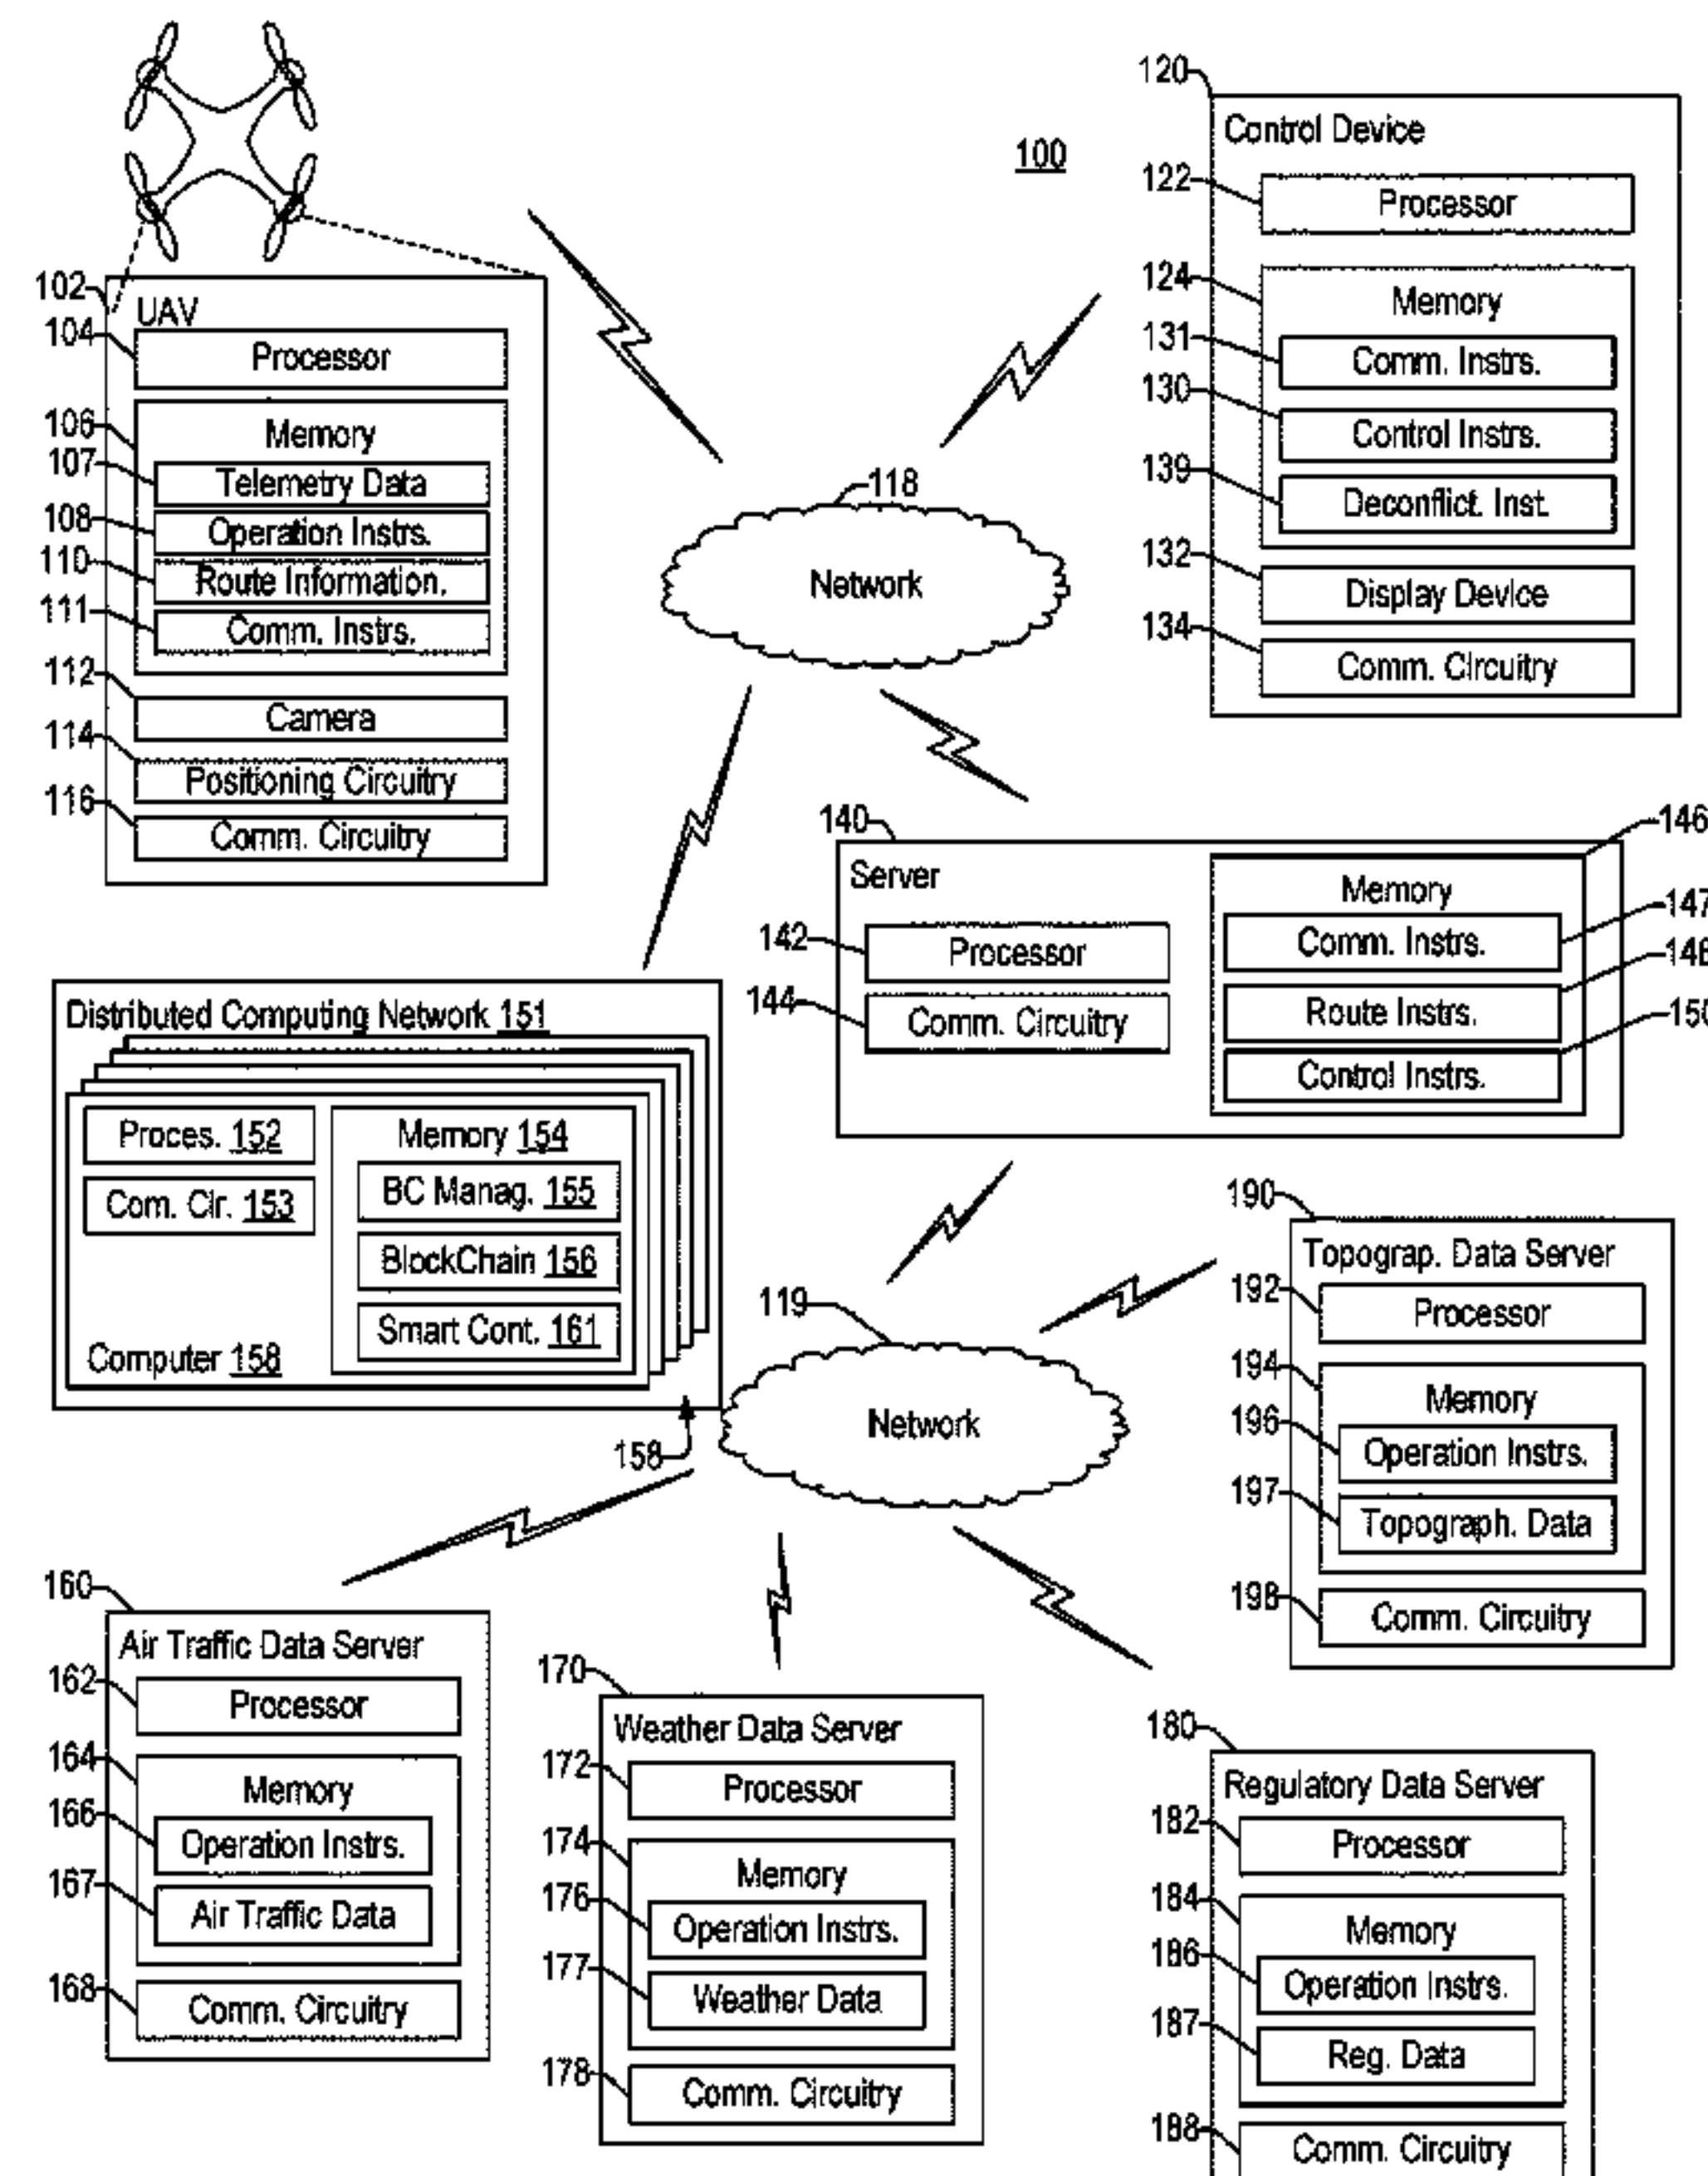 100
102
UAV
104
Processor
106
Memory
107
Telemetry Data
108
Operation Instrs.
110
Route Information.
111
Comm. Instrs.
112
Camera
114
Positioning Circuitry
116
Comm. Circuitry
120
Control Device
122
Processor
124
Memory
131
Comm. Instrs.
130
Control Instrs.
139
Deconflict. Inst.
132
Display Device
134
Comm. Circuitry
118
Network
140
Server
142
Processor
144
Comm. Circuitry
146
Memory
147
Comm. Instrs.
148
Route Instrs.
150
Control Instrs.
Distributed Computing Network 151
Proces. 152
Com. Cir. 153
Memory 154
BC Manag. 155
BlockChain 156
Smart Cont. 161
Computer 158
158
119
Network
190
Topograp. Data Server
192
Processor
194
Memory
196
Operation Instrs.
197
Topograph. Data
198
Comm. Circuitry
160
Air Traffic Data Server
162
Processor
164
Memory
166
Operation Instrs.
167
Air Traffic Data
168
Comm. Circuitry
170
Weather Data Server
172
Processor
174
Memory
176
Operation Instrs.
177
Weather Data
178
Comm. Circuitry
180
Regulatory Data Server
182
Processor
184
Memory
186
Operation Instrs.
187
Reg. Data
188
Comm. Circuitry